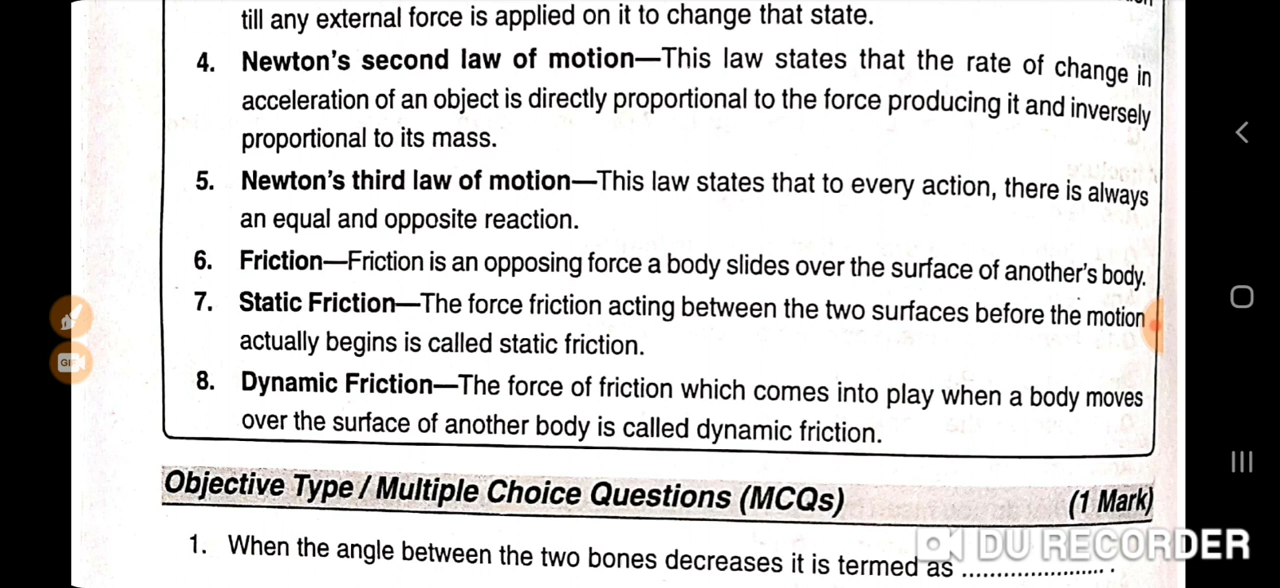 till any external force is applied on it to change that state.
4. Newton's second law of motion—This law states that the rate of change in
acceleration of an object is directly proportional to the force producing it and inversely
proportional to its mass.
5. Newton's third law of motion—This law states that to every action, there is always
an equal and opposite reaction.
6. Friction—Friction is an opposing force a body slides over the surface of another's body.
7. Static Friction—The force friction acting between the two surfaces before the motion
actually begins is called static friction.
8. Dynamic Friction—The force of friction which comes into play when a body moves
over the surface of another body is called dynamic friction.
Objective Type / Multiple Choice Questions (MCQs) (1 Mark)
1. When the angle between the two bones decreases it is termed as ...................... .
GIF
DU RECORDER